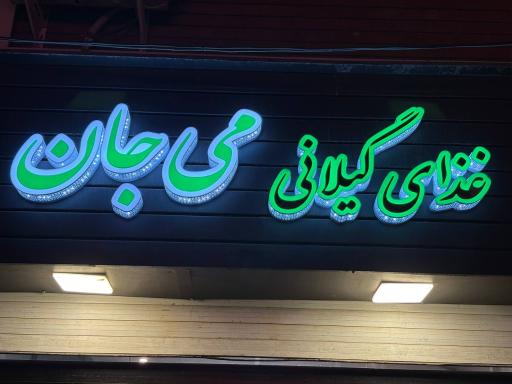 غذای گیلانی می جان